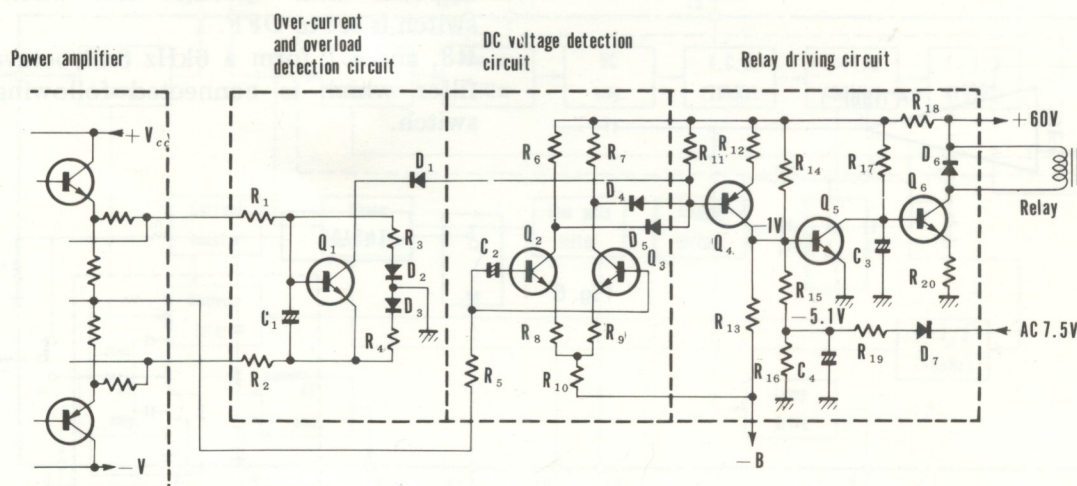 Over-current
and overload
detection circuit
DC voltage detection
circuit
Power amplifier
Relay driving circuit
R18
+60V
+Vcc
D1
R6
R7
R11
R12
R14
R17
D6
R1
Q1
R3
D2
D3
R4
C1
R2
C2
Q2
D4
D5
Q3
Q4
-1V
Q5
C3
Q6
Relay
R8
R9
R10
R5
R13
R15
-5.1V
R20
AC 7.5V
R16
C4
R19
D7
-V
-B